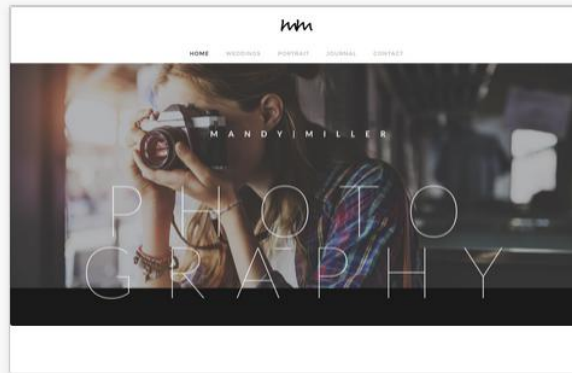 mm
HOME WEDDINGS PORTRAIT JOURNAL CONTACT
MANDY|MILLER
PHOTO
GRAPHY